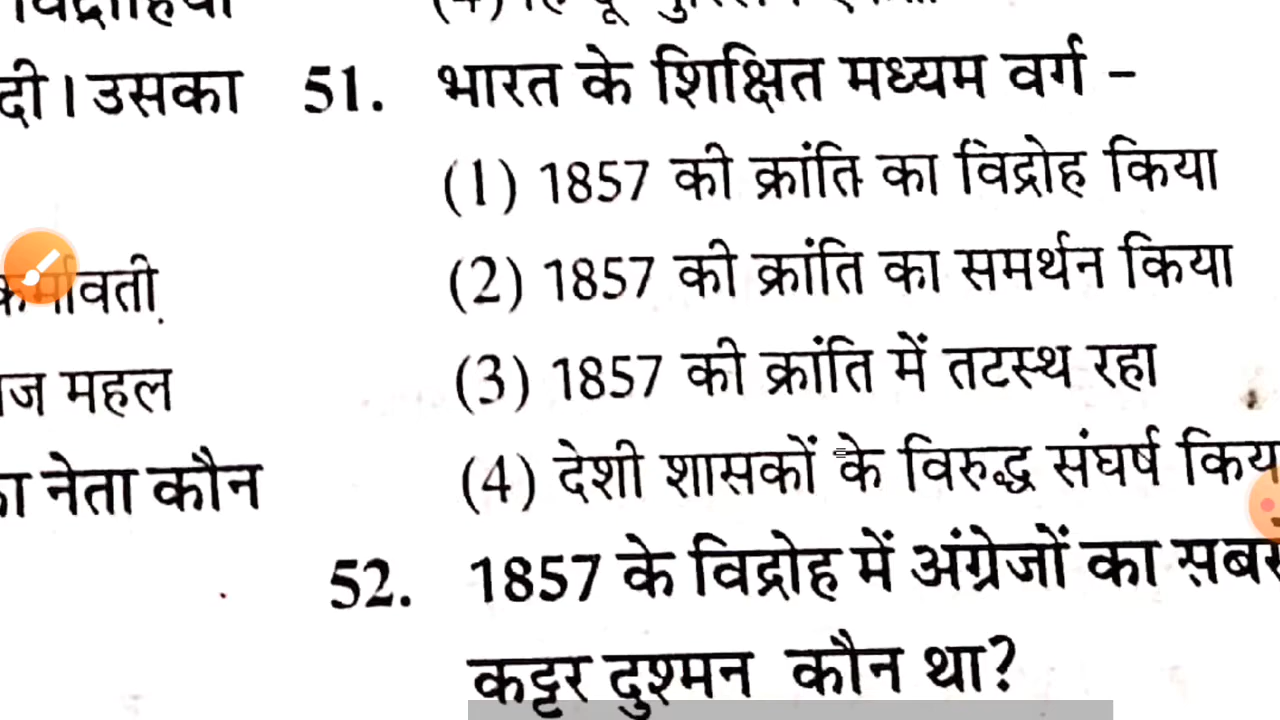 दी। उसका
कर्मावती
महल
नेता कौन
51. भारत के शिक्षित मध्यम वर्ग –
(1) 1857 की क्रांति का विद्रोह किया
(2) 1857 की क्रांति का समर्थन किया
(3) 1857 की क्रांति में तटस्थ रहा
(4) देशी शासकों के विरुद्ध संघर्ष
52. 1857 के विद्रोह में अंग्रेजों का
कट्टर दुश्मन कौन था?